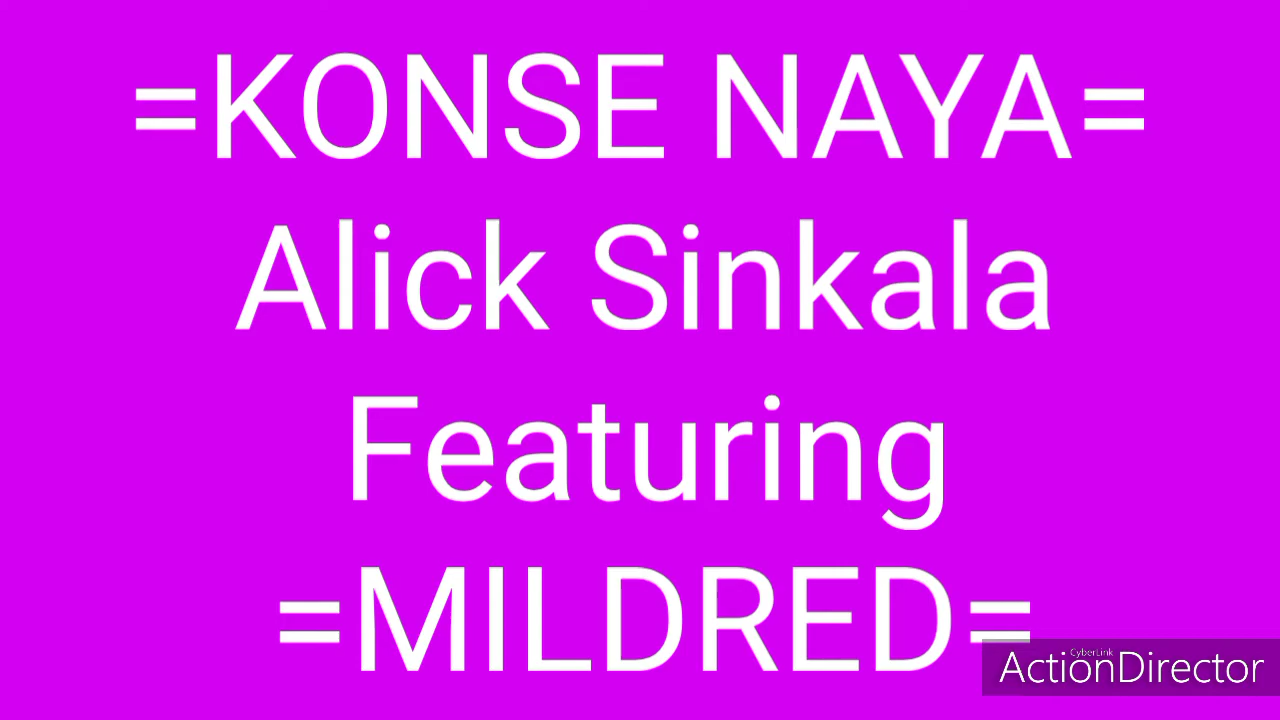 =KONSE NAYA=
Alick Sinkala
Featuring
=MILDRED=
CyberLink
ActionDirector